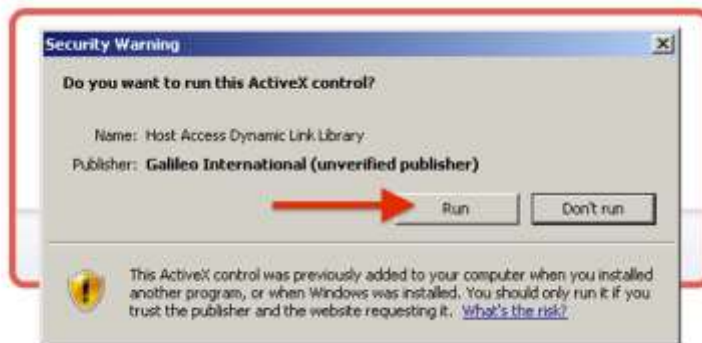 Security Warning
Do you want to run this ActiveX control?
Name: Host Access Dynamic Link Library
Publisher: Galileo International (unverified publisher)
Run Don't run
This ActiveX control was previously added to your computer when you installed
another program, or when Windows was installed. You should only run it if you
trust the publisher and the website requesting it. What's the risk?